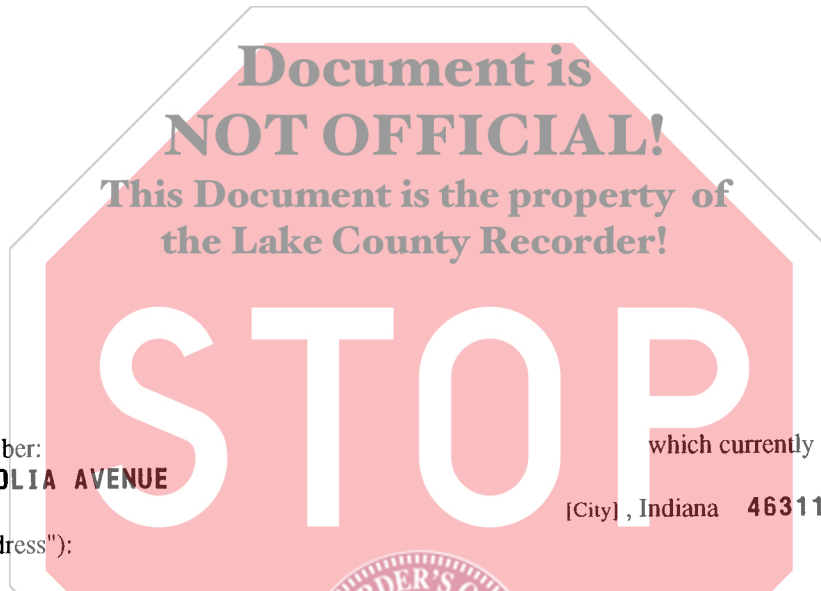 Document is
NOT OFFICIAL!
This Document is the property of
the Lake County Recorder!
STOP
ber:
which currently
OLIA AVENUE
[City] , Indiana 46311
dress"):
DER'S O